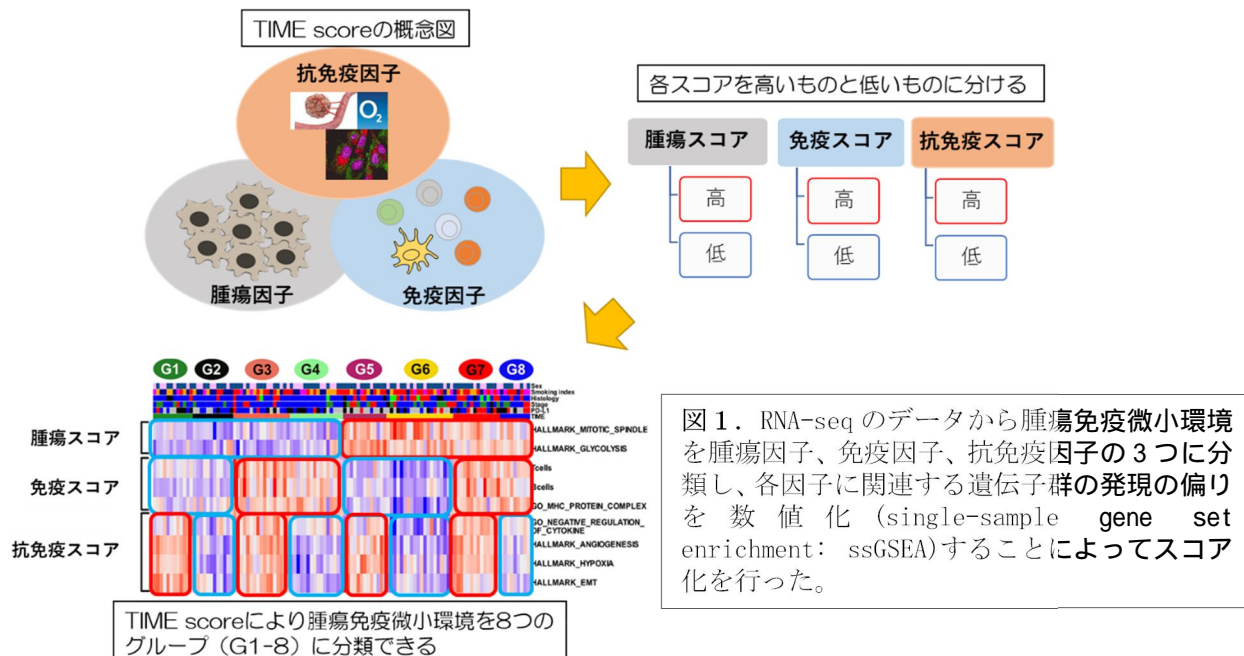 TIME scoreの概念図
抗免疫因子
O2
腫瘍因子
免疫因子
各スコアを高いものと低いものに分ける
腫瘍スコア
免疫スコア
抗免疫スコア
高
高
高
低
低
低
G1
G2
G3
G4
G5
G6
G7
G8
Sex
Smoking index
Histology
Stage
PD-L1
TIME
腫瘍スコア
HALLMARK_MITOTIC_SPINDLE
HALLMARK_GLYCOLYSIS
免疫スコア
Tcells
Bcells
GO_MHC_PROTEIN_COMPLEX
抗免疫スコア
GO_NEGATIVE_REGULATION_
OF_CYTOKINE
HALLMARK_ANGIOGENESIS
HALLMARK_HYPOXIA
HALLMARK_EMT
TIME scoreにより腫瘍免疫微小環境を8つの
グループ（G1-8）に分類できる
図１．RNA-seq のデータから腫瘍免疫微小環境
を腫瘍因子、免疫因子、抗免疫因子の３つに分
類し、各因子に関連する遺伝子群の発現の偏り
を数値化(single-sample gene set
enrichment: ssGSEA)することによってスコア
化を行った。